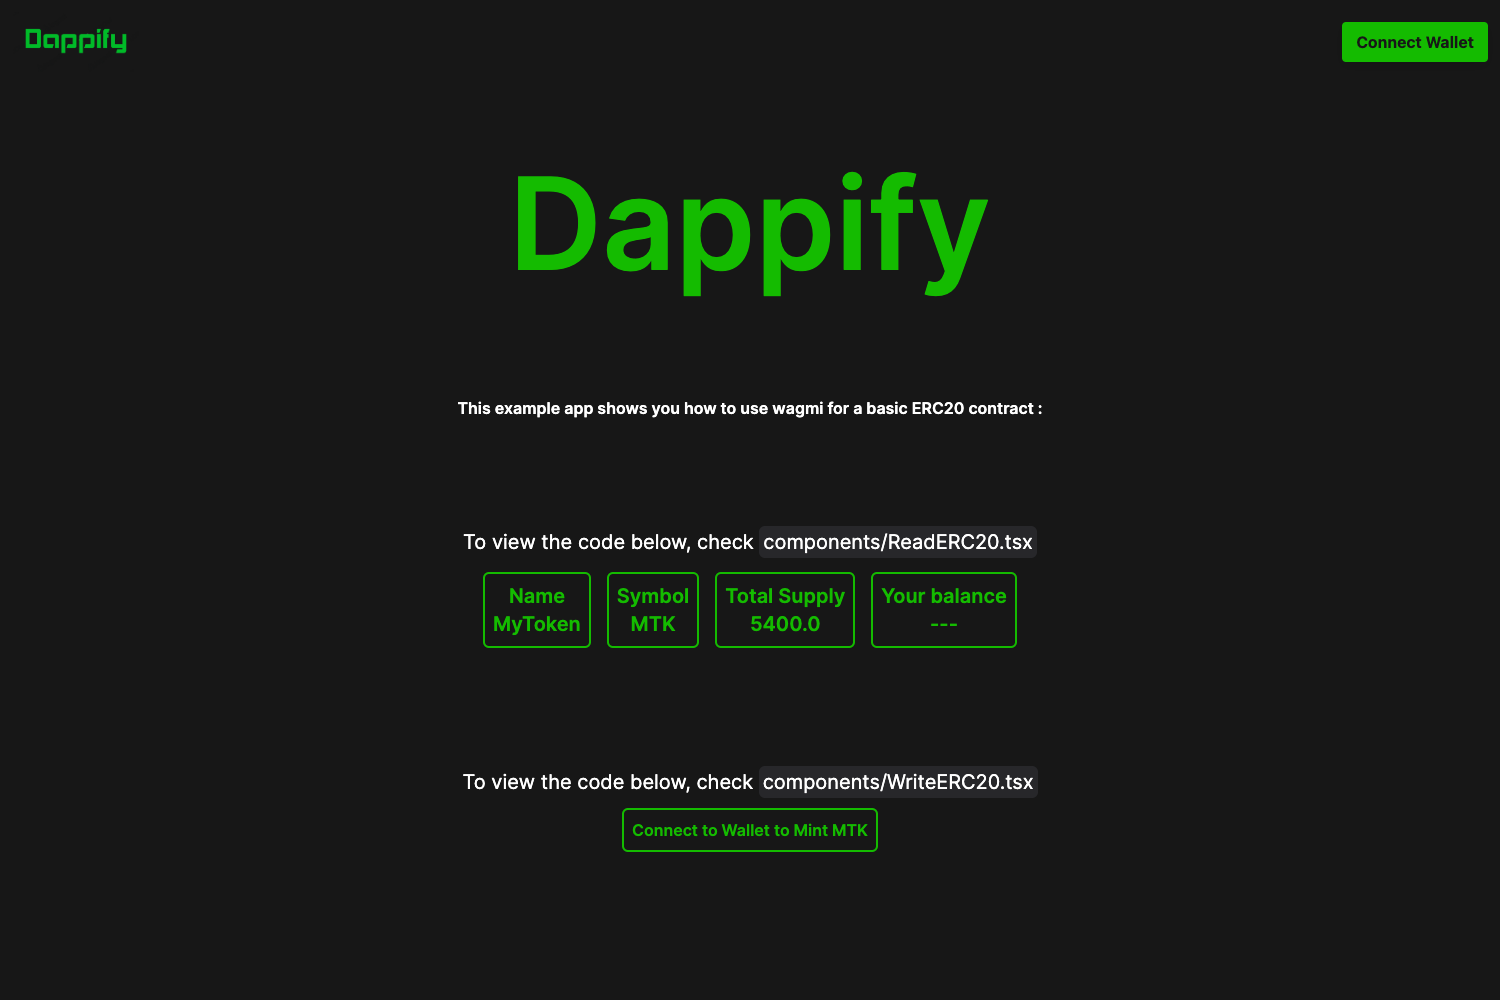 Dappify
Connect Wallet
Dappify
This example app shows you how to use wagmi for a basic ERC20 contract :
To view the code below, check components/ReadERC20.tsx
Name
MyToken
Symbol
MTK
Total Supply
5400.0
Your balance
---
To view the code below, check components/WriteERC20.tsx
Connect to Wallet to Mint MTK